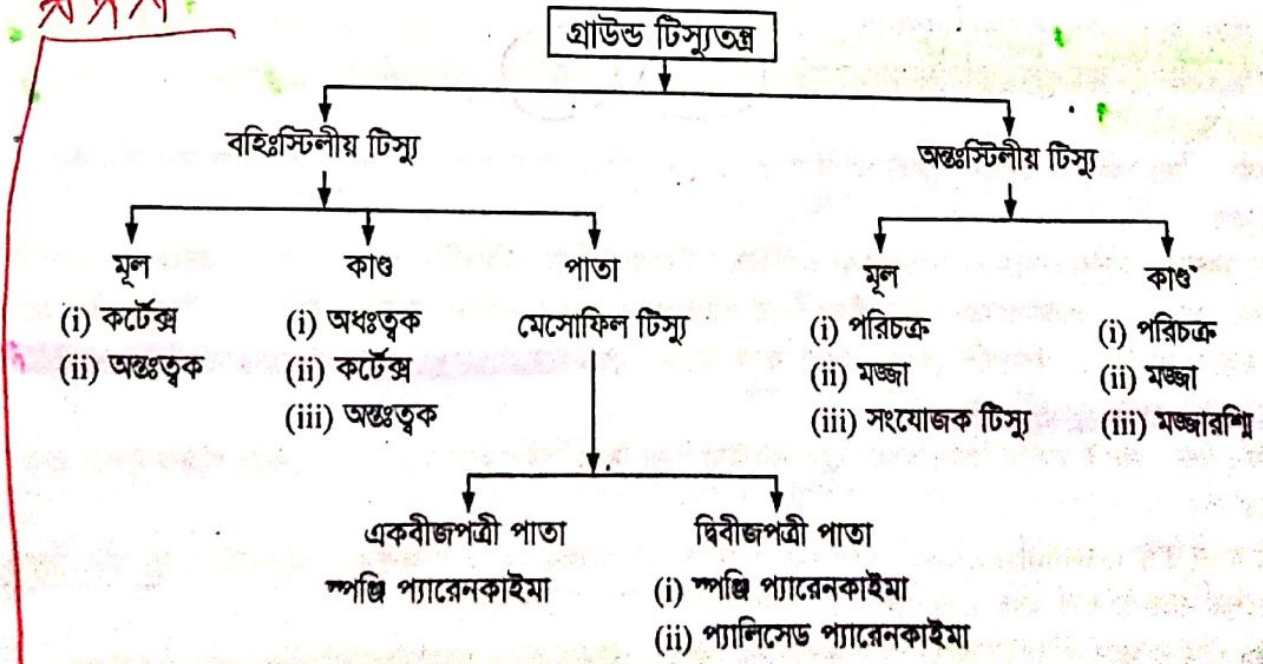 গ্রাউন্ড টিস্যুতন্ত্র
বহিঃস্টিলীয় টিস্যু
অন্তঃস্টিলীয় টিস্যু
মূল
(i) কর্টেক্স
(ii) অন্তঃত্বক
কাণ্ড
(i) অধঃত্বক
(ii) কর্টেক্স
(iii) অন্তঃত্বক
পাতা
মেসোফিল টিস্যু
মূল
(i) পরিচক্র
(ii) মজ্জা
(iii) সংযোজক টিস্যু
কাণ্ড
(i) পরিচক্র
(ii) মজ্জা
(iii) মজ্জারশ্মি
একবীজপত্রী পাতা
স্পঞ্জি প্যারেনকাইমা
দ্বিবীজপত্রী পাতা
(i) স্পঞ্জি প্যারেনকাইমা
(ii) প্যালিসেড প্যারেনকাইমা